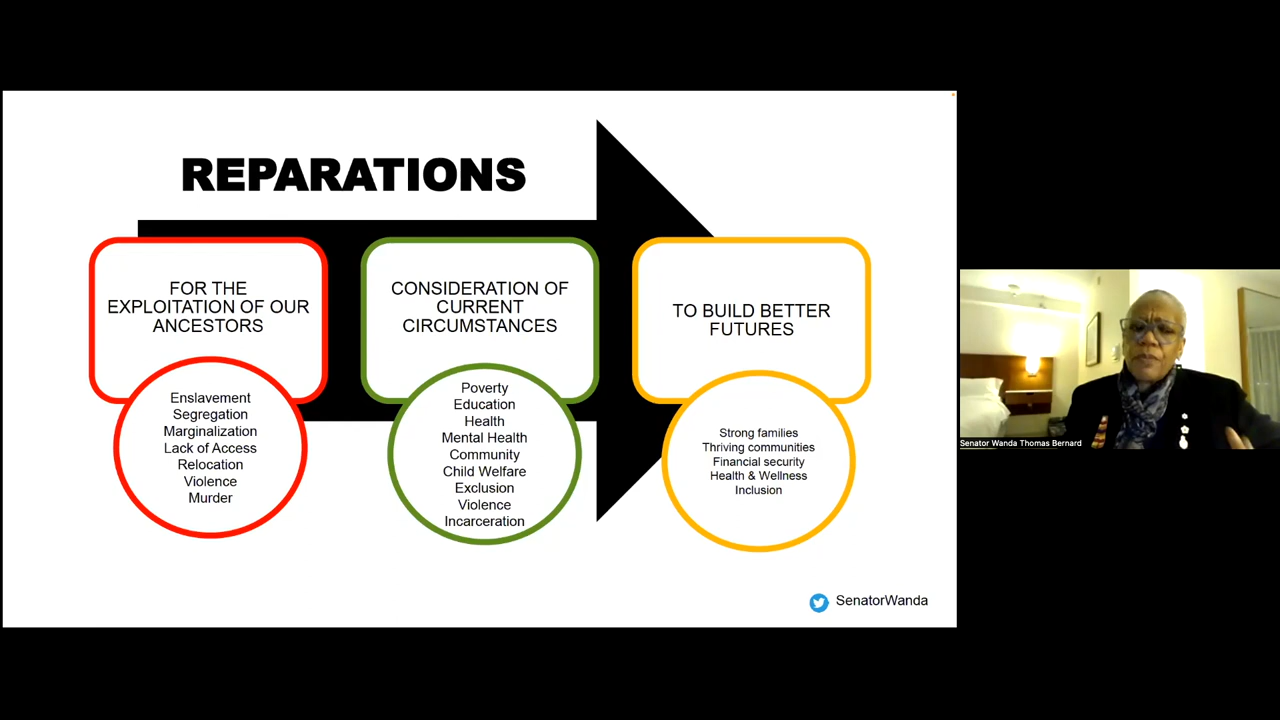 REPARATIONS
FOR THE
EXPLOITATION OF OUR
ANCESTORS
Enslavement
Segregation
Marginalization
Lack of Access
Relocation
Violence
Murder
CONSIDERATION OF
CURRENT
CIRCUMSTANCES
Poverty
Education
Health
Mental Health
Community
Child Welfare
Exclusion
Violence
Incarceration
TO BUILD BETTER
FUTURES
Strong families
Thriving communities
Financial security
Health & Wellness
Inclusion
SenatorWanda
Senator Wanda Thomas Bernard